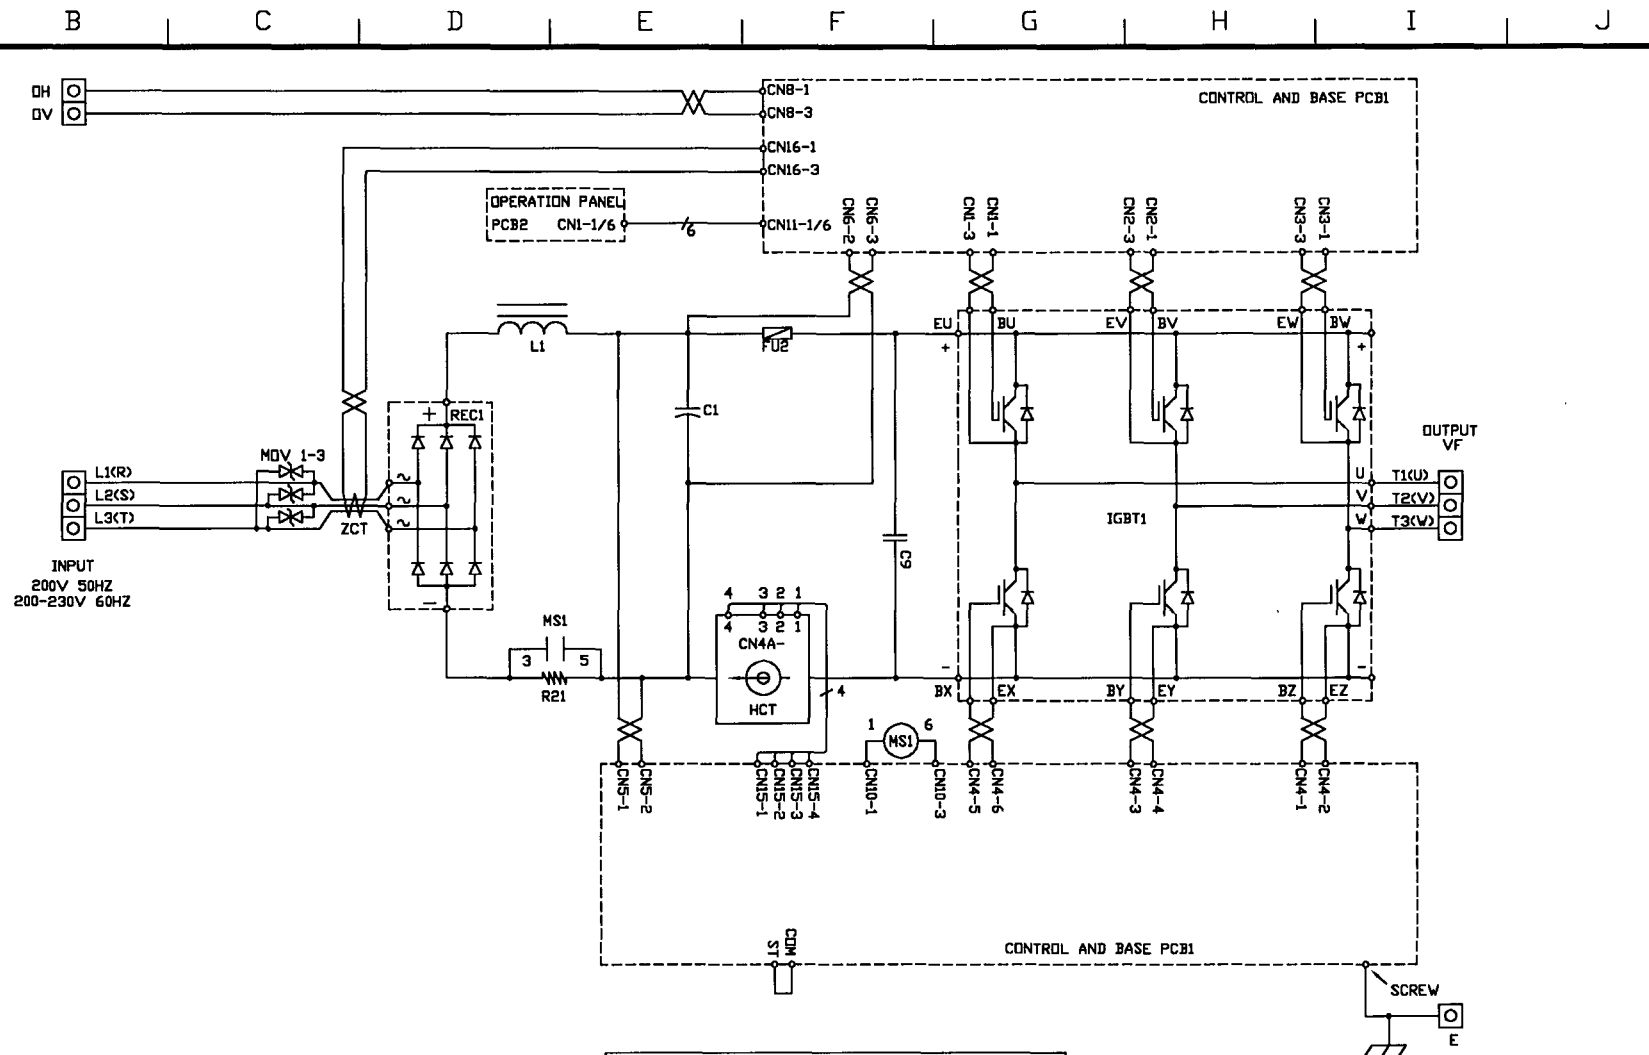 B C D E F G H I J
OH
OV
CN8-1
CN8-3
CN16-1
CN16-3
CONTROL AND BASE PCB1
OPERATION PANEL
PCB2 CN1-1/6
6
CN11-1/6
CN6-2
CN6-3
CN1-3
CN1-1
CN2-3
CN2-1
CN3-3
CN3-1
L1
FU2
EU
+
BU
EV
BV
EW
BW
+
C1
+
REC1
MOV 1-3
L1(R)
L2(S)
L3(T)
ZCT
INPUT
200V 50HZ
200-230V 60HZ
-
OUTPUT
VF
U
V
W
T1(U)
T2(V)
T3(W)
IGBT1
C9
MS1
3 5
R21
4 3 2 1
4 3 2 1
CN4A-
HCT
4
-
BX
EX
BY
EY
BZ
EZ
-
1 MS1 6
CN5-1
CN5-2
CN15-1
CN15-2
CN15-3
CN15-4
CN10-1
CN10-3
CN4-5
CN4-6
CN4-3
CN4-4
CN4-1
CN4-2
ST
COM
CONTROL AND BASE PCB1
SCREW
E